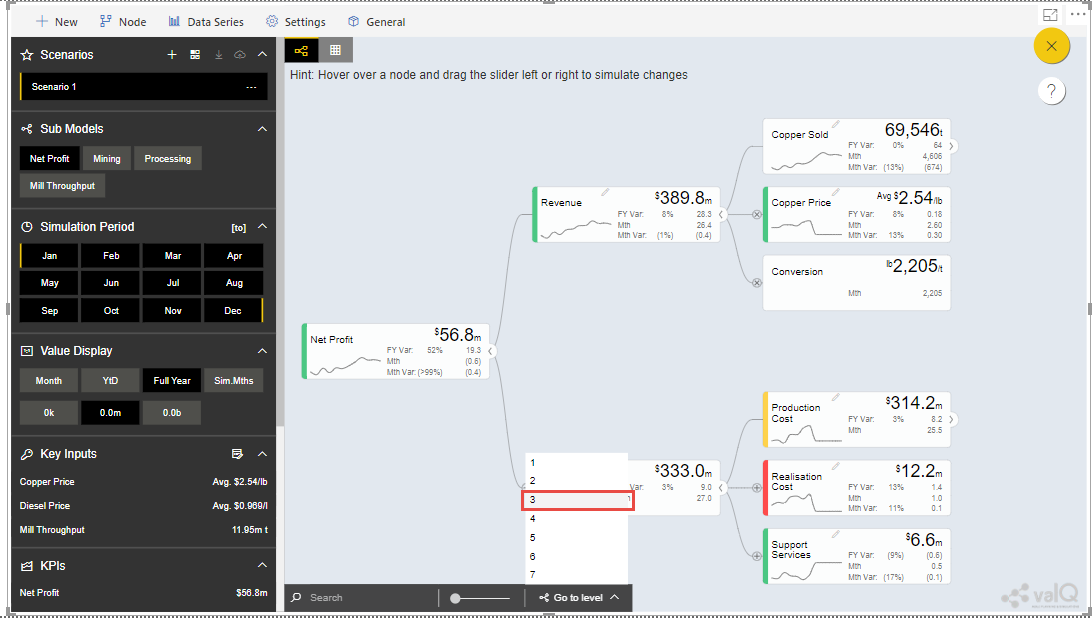 New Node Data Series Settings General
Scenarios
Scenario 1
Sub Models
Net Profit Mining Processing
Mill Throughput
Simulation Period [to]
Jan Feb Mar Apr
May Jun Jul Aug
Sep Oct Nov Dec
Value Display
Month YtD Full Year Sim.Mths
0k 0.0m 0.0b
Key Inputs
Copper Price Avg. $2.54/lb
Diesel Price Avg. $0.969/l
Mill Throughput 11.95m t
KPIs
Net Profit $56.8m
Hint: Hover over a node and drag the slider left or right to simulate changes
Net Profit $56.8m
FY Var: 52% 19.3
Mth (0.6)
Mth Var: (>99%) (0.4)
Revenue $389.8m
FY Var: 8% 28.3
Mth 26.4
Mth Var: (1%) (0.4)
$333.0m
Var: 3% 9.0
27.0
Copper Sold 69,546t
FY Var: 0% 64
Mth 4,606
Mth Var: (13%) (674)
Copper Price Avg $2.54/lb
FY Var: 8% 0.18
Mth 2.60
Mth Var: 13% 0.30
Conversion lb2,205/t
Mth 2,205
Production
Cost
$314.2m
FY Var: 3% 8.2
Mth 25.5
Realisation
Cost
$12.2m
FY Var: 13% 1.4
Mth 1.0
Mth Var: 11% 0.1
Support
Services
$6.6m
FY Var: (9%) (0.6)
Mth 0.5
Mth Var: (17%) (0.1)
1
2
3
4
5
6
7
Search Go to level
valQ
?